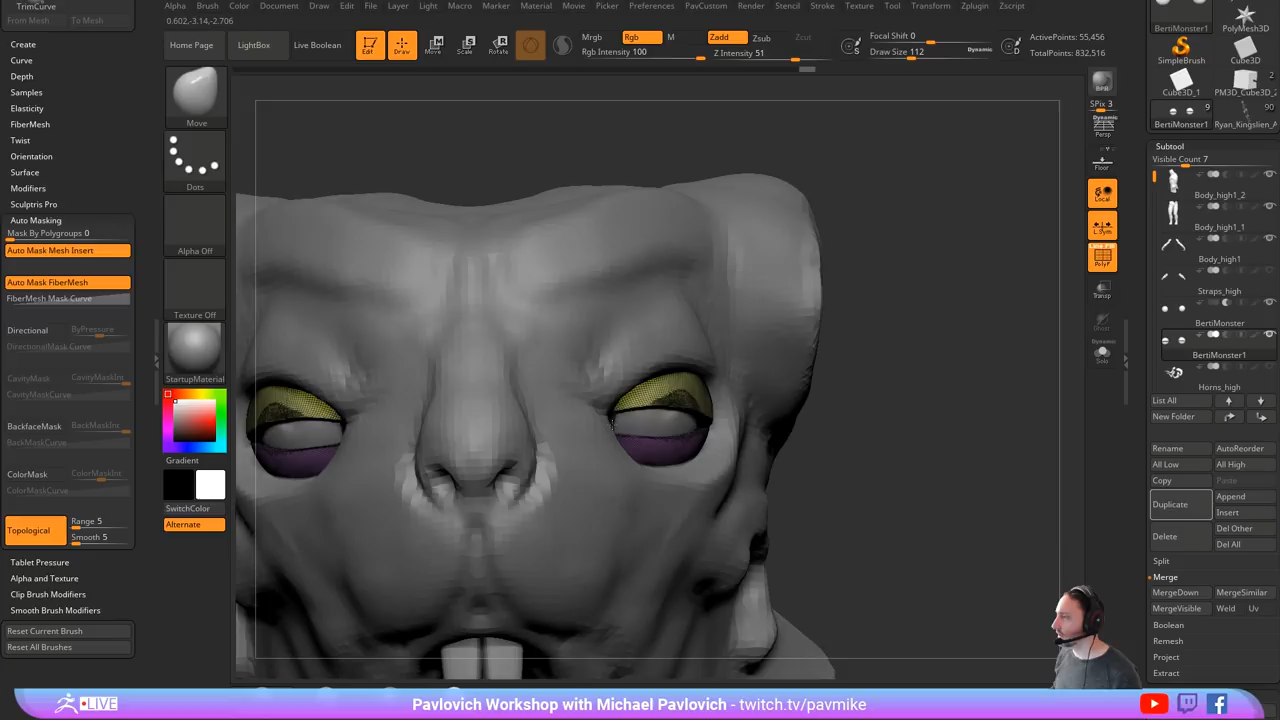 TrimCurve
From Mesh To Mesh
Create
Curve
Depth
Samples
Elasticity
FiberMesh
Twist
Orientation
Surface
Modifiers
Sculptris Pro
Auto Masking
Mask By Polygroups 0
Auto Mask Mesh Insert
Auto Mask FiberMesh
FiberMesh Mask Curve
Directional ByPressure
DirectionalMask Curve
CavityMask CavityMaskInt
CavityMaskCurve
BackfaceMask BackMaskInt
BackMaskCurve
ColorMask ColorMaskInt
ColorMaskCurve
Topological Range 5
Smooth 5
Tablet Pressure
Alpha and Texture
Clip Brush Modifiers
Smooth Brush Modifiers
Reset Current Brush
Reset All Brushes
Alpha Brush Color Document Draw Edit File Layer Light Macro Marker Material Movie Picker Preferences PavCustom Render Stencil Stroke Texture Tool Transform Zplugin Zscript
0.602,-3.14,-2.706
Home Page LightBox Live Boolean Edit Draw Move Scale Rotate
Mrgb Rgb M Zadd Zsub Zcut
Rgb Intensity 100 Z Intensity 51
S Focal Shift 0
Draw Size 112 Dynamic D
ActivePoints: 55,456
TotalPoints: 832,516
Move
Dots
Alpha Off
Texture Off
StartupMaterial
Gradient
SwitchColor
Alternate
BPR
SPix 3
Dynamic
Persp
Floor
Local
L.Sym
PolyF
Transp
Ghost
Dynamic
Solo
BertiMonster1
SimpleBrush Cube3D
Cube3D_1 PM3D_Cube3D_2
2
9 90
BertiMonster1 Ryan_Kingslien_A
Subtool
Visible Count 7
Body_high1_2
Body_high1_1
Body_high1
Straps_high
BertiMonster
BertiMonster1
Horns_high
List All
New Folder
Rename AutoReorder
All Low All High
Copy Paste
Duplicate Append
Insert
Delete Del Other
Del All
Split
Merge
MergeDown MergeSimilar
MergeVisible Weld Uv
Boolean
Remesh
Project
Extract
LIVE
Pavlovich Workshop with Michael Pavlovich - twitch.tv/pavmike